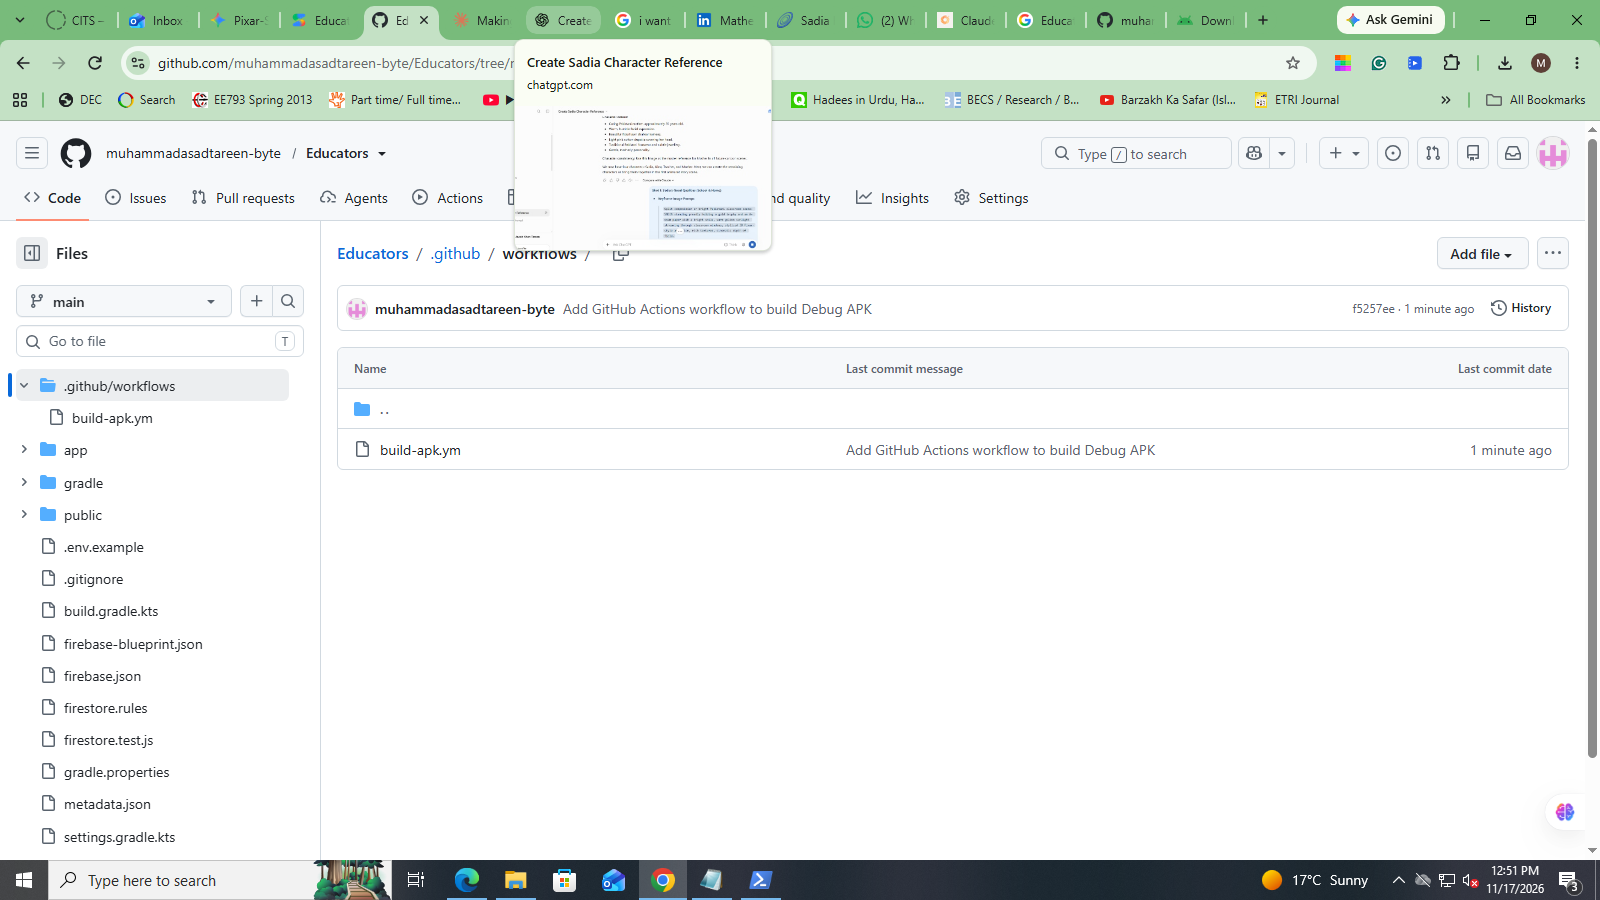 CITS –
Inbox
Pixar-S
Educat
Ed
Makin
Create
i want
Mathe
Sadia
(2) Wh
Claude
Educat
muham
Downl
Ask Gemini
github.com/muhammadasadtareen-byte/Educators/tree/r
M
DEC
Search
EE793 Spring 2013
Part time/ Full time...
Hadees in Urdu, Ha...
BECS / Research / B...
Barzakh Ka Safar (Isl...
ETRI Journal
All Bookmarks
Create Sadia Character Reference
chatgpt.com
muhammadasadtareen-byte / Educators
Type / to search
Code
Issues
Pull requests
Agents
Actions
nd quality
Insights
Settings
Files
Educators / .github / workflows /
Add file
main
Go to file
T
muhammadasadtareen-byte Add GitHub Actions workflow to build Debug APK
f5257ee · 1 minute ago
History
Name
Last commit message
Last commit date
..
build-apk.ym
Add GitHub Actions workflow to build Debug APK
1 minute ago
.github/workflows
build-apk.ym
app
gradle
public
.env.example
.gitignore
build.gradle.kts
firebase-blueprint.json
firebase.json
firestore.rules
firestore.test.js
gradle.properties
metadata.json
settings.gradle.kts
Type here to search
17°C Sunny
12:51 PM
11/17/2026
3